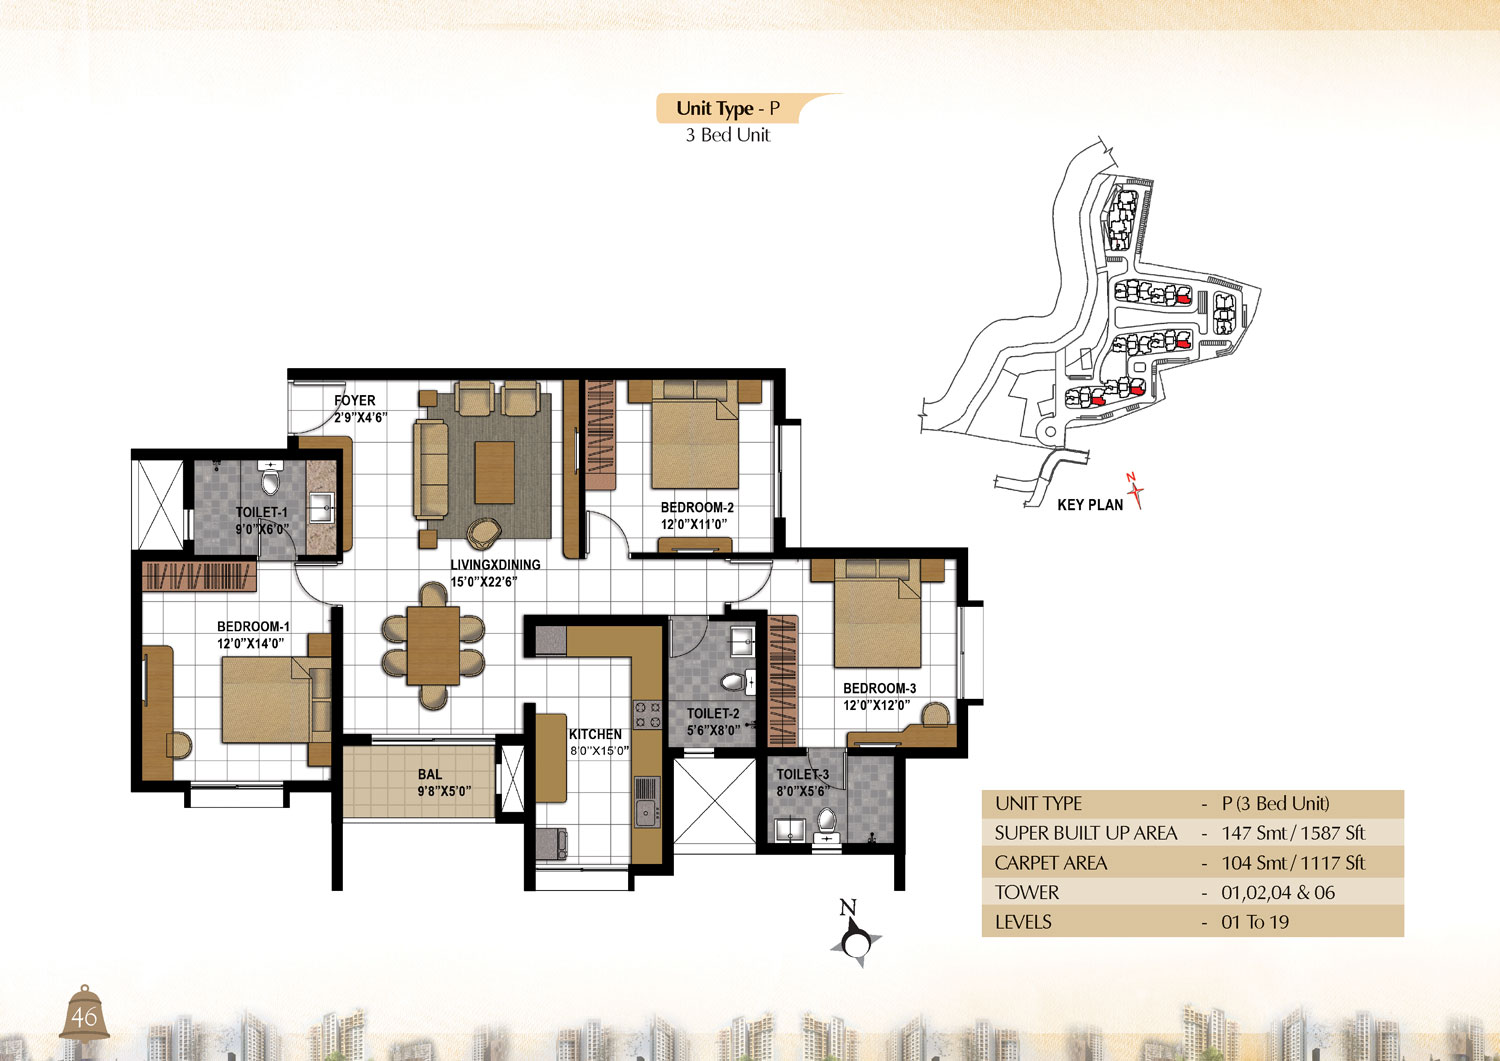 Unit Type - P
3 Bed Unit
N
KEY PLAN
FOYER
2'9"X4'6"
TOILET-1
9'0"X6'0"
BEDROOM-2
12'0"X11'0"
LIVINGXDINING
15'0"X22'6"
BEDROOM-1
12'0"X14'0"
BEDROOM-3
12'0"X12'0"
TOILET-2
5'6"X8'0"
KITCHEN
8'0"X15'0"
BAL
9'8"X5'0"
TOILET-3
8'0"X5'6"
UNIT TYPE - P (3 Bed Unit)
SUPER BUILT UP AREA - 147 Smt / 1587 Sft
CARPET AREA - 104 Smt / 1117 Sft
TOWER - 01,02,04 & 06
LEVELS - 01 To 19
N
46